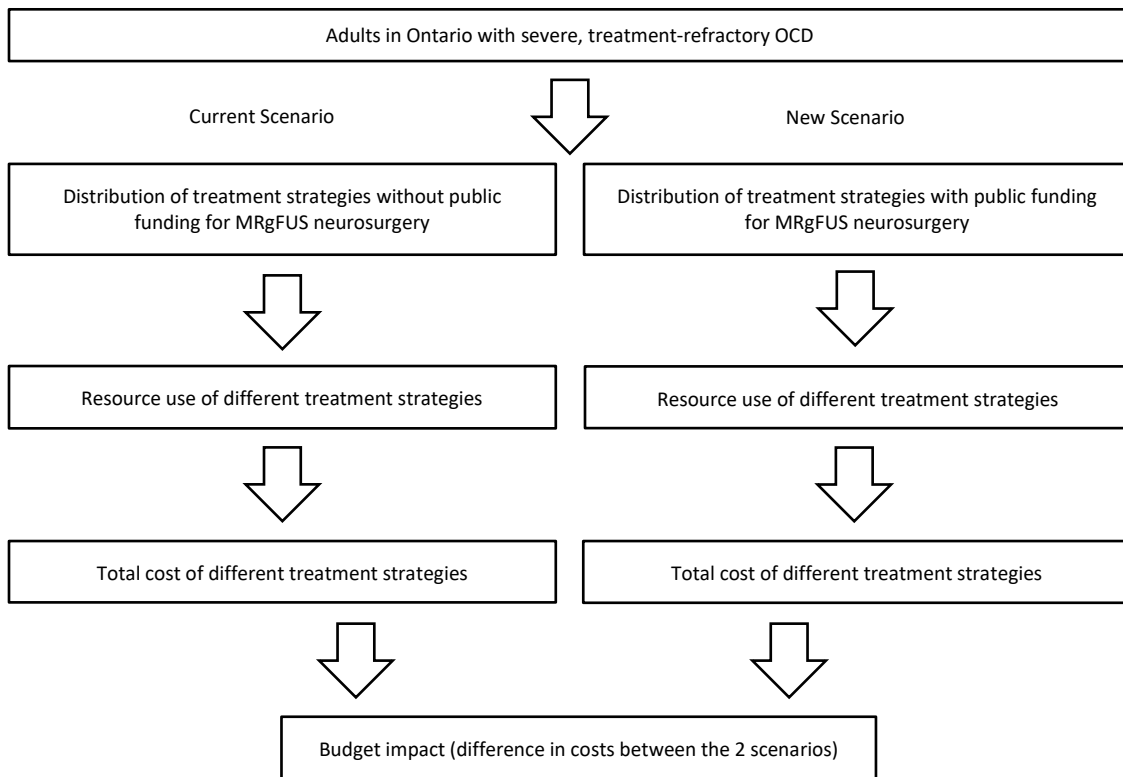 Adults in Ontario with severe, treatment-refractory OCD
Current Scenario
New Scenario
Distribution of treatment strategies without public
funding for MRgFUS neurosurgery
Distribution of treatment strategies with public funding
for MRgFUS neurosurgery
Resource use of different treatment strategies
Resource use of different treatment strategies
Total cost of different treatment strategies
Total cost of different treatment strategies
Budget impact (difference in costs between the 2 scenarios)